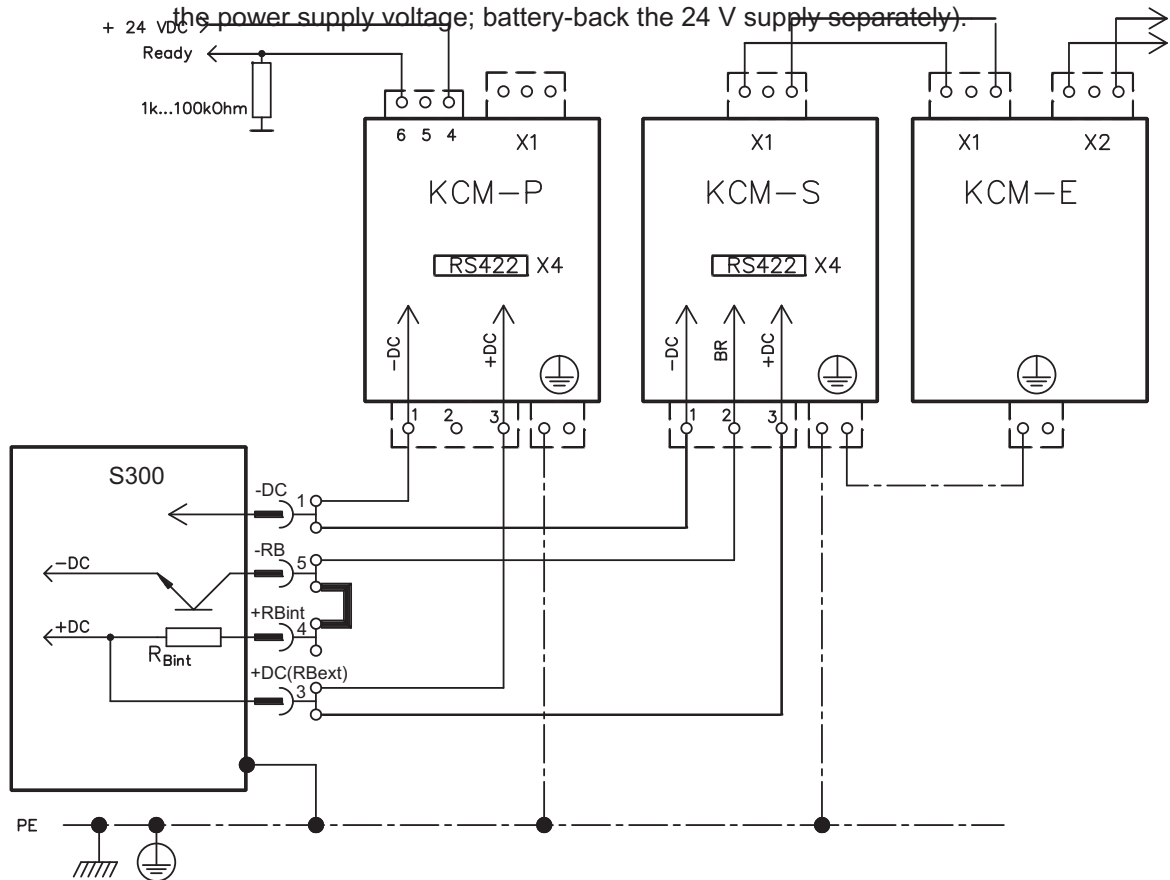 the power supply voltage; battery-back the 24 V supply separately).
+ 24 VDC
Ready
1k...100kOhm
6 5 4
X1
X1
X1
X2
KCM-P
KCM-S
KCM-E
RS422 X4
RS422 X4
-DC
+DC
-DC
BR
+DC
1 2 3
1 2 3
S300
-DC
1
-RB
5
-DC
+RBint
4
+DC
RBint
+DC(RBext)
3
PE